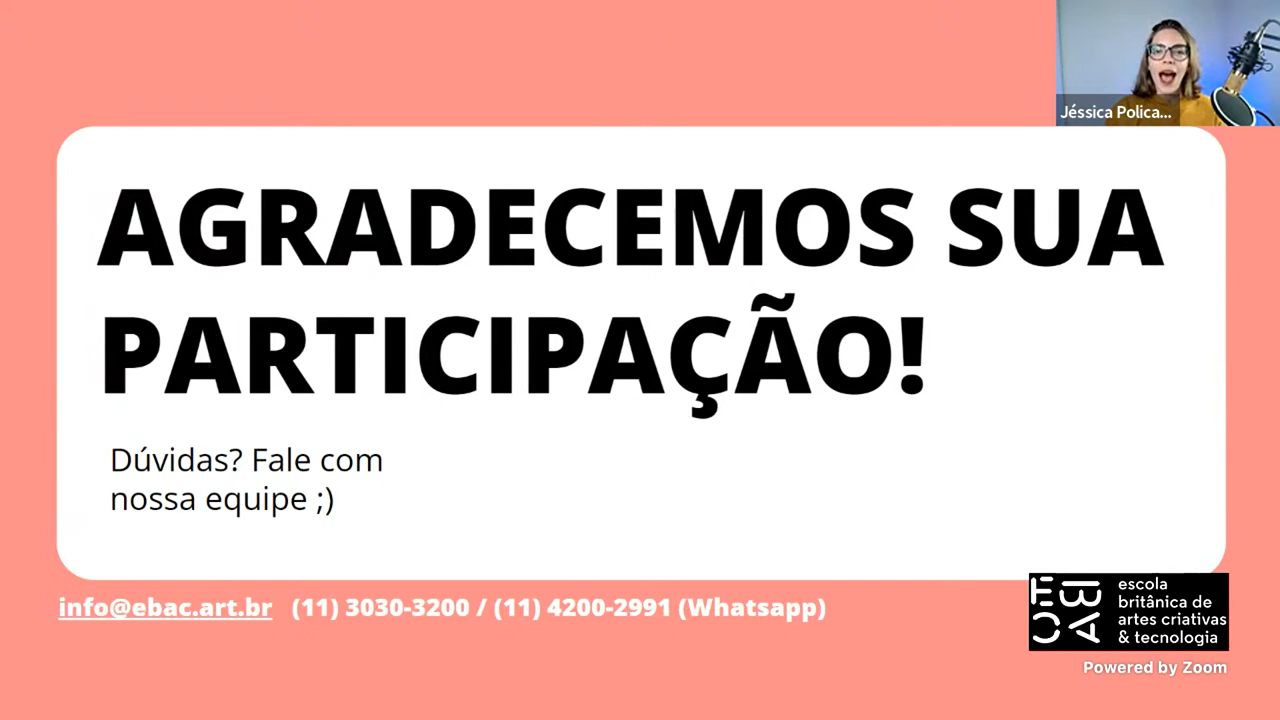 Jéssica Polica...
AGRADECEMOS SUA
PARTICIPAÇÃO!
Dúvidas? Fale com
nossa equipe ;)
info@ebac.art.br (11) 3030-3200 / (11) 4200-2991 (Whatsapp)
EBAC
escola
britânica de
artes criativas
& tecnologia
Powered by Zoom